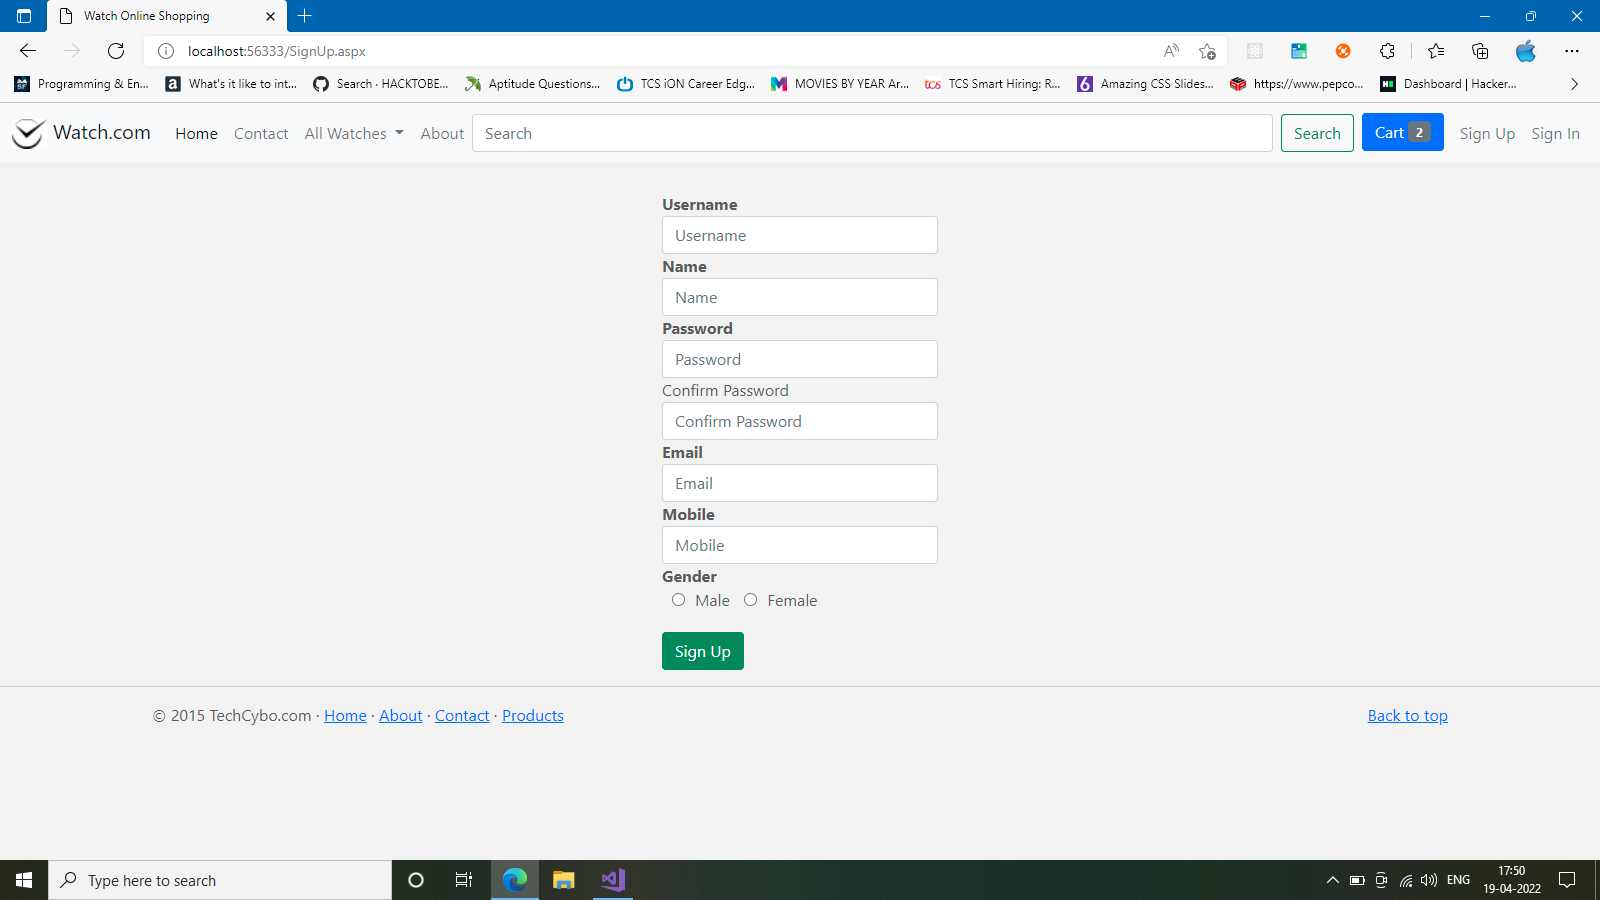 Watch Online Shopping
localhost:56333/SignUp.aspx
Programming & En... What's it like to int... Search · HACKTOBE... Aptitude Questions... TCS iON Career Edg... MOVIES BY YEAR Ar... TCS Smart Hiring: R... Amazing CSS Slides... https://www.pepco... Dashboard | Hacker...
Watch.com Home Contact All Watches About Search Search Cart 2 Sign Up Sign In
Username
Username
Name
Name
Password
Password
Confirm Password
Confirm Password
Email
Email
Mobile
Mobile
Gender
Male Female
Sign Up
© 2015 TechCybo.com · Home · About · Contact · Products Back to top
Type here to search ENG 17:50
19-04-2022